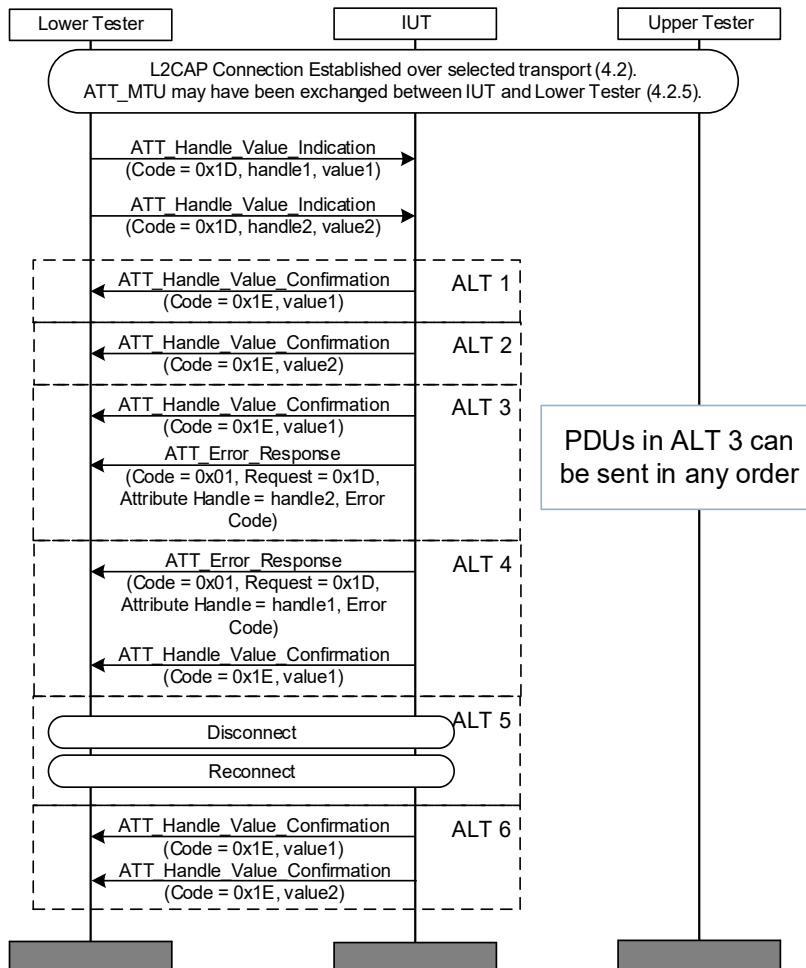 Lower Tester
IUT
Upper Tester
L2CAP Connection Established over selected transport (4.2).
ATT_MTU may have been exchanged between IUT and Lower Tester (4.2.5).
ATT_Handle_Value_Indication
(Code = 0x1D, handle1, value1)
ATT_Handle_Value_Indication
(Code = 0x1D, handle2, value2)
ATT_Handle_Value_Confirmation
(Code = 0x1E, value1)
ALT 1
ATT_Handle_Value_Confirmation
(Code = 0x1E, value2)
ALT 2
ATT_Handle_Value_Confirmation
(Code = 0x1E, value1)
ALT 3
ATT_Error_Response
(Code = 0x01, Request = 0x1D,
Attribute Handle = handle2, Error
Code)
PDUs in ALT 3 can
be sent in any order
ATT_Error_Response
(Code = 0x01, Request = 0x1D,
Attribute Handle = handle1, Error
Code)
ALT 4
ATT_Handle_Value_Confirmation
(Code = 0x1E, value1)
ALT 5
Disconnect
Reconnect
ATT_Handle_Value_Confirmation
(Code = 0x1E, value1)
ALT 6
ATT_Handle_Value_Confirmation
(Code = 0x1E, value2)